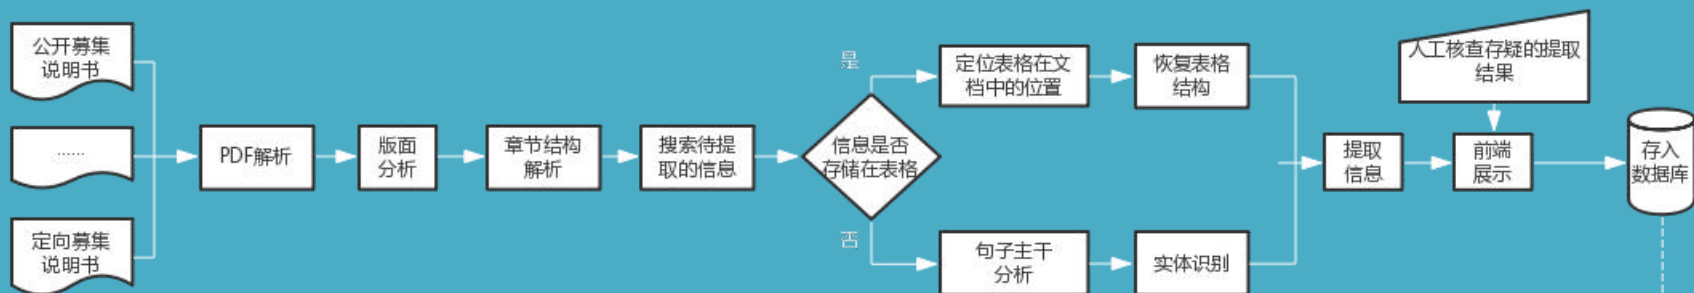 公开募集
说明书
……
定向募集
说明书
PDF解析
版面
分析
章节结构
解析
搜索待提
取的信息
信息是否
存储在表格
是
否
定位表格在文
档中的位置
恢复表格
结构
句子主干
分析
实体识别
提取
信息
人工核查存疑的提取
结果
前端
展示
存入
数据库